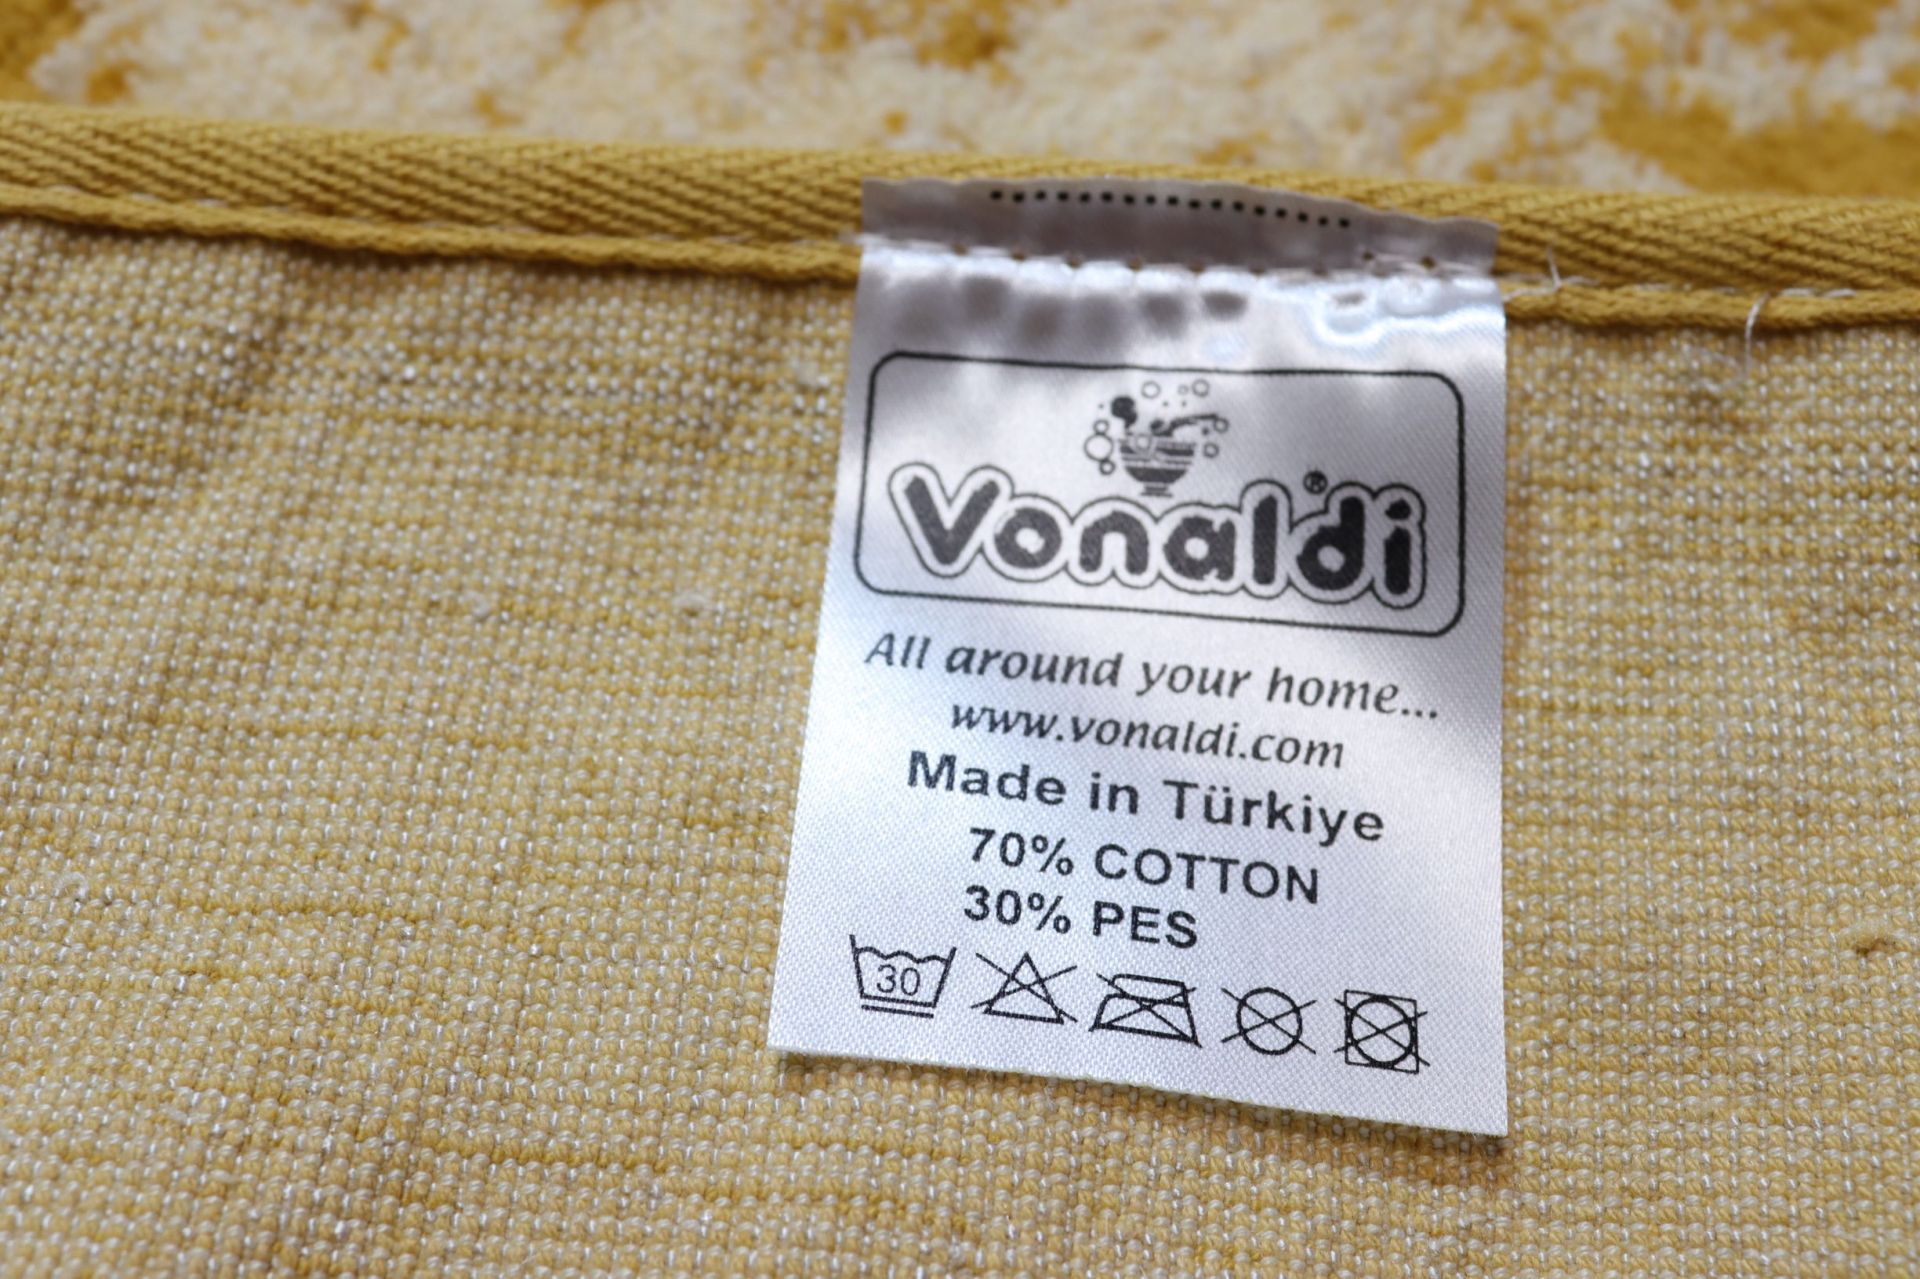 Vonaldi®
All around your home...
www.vonaldi.com
Made in Türkiye
70% COTTON
30% PES
30